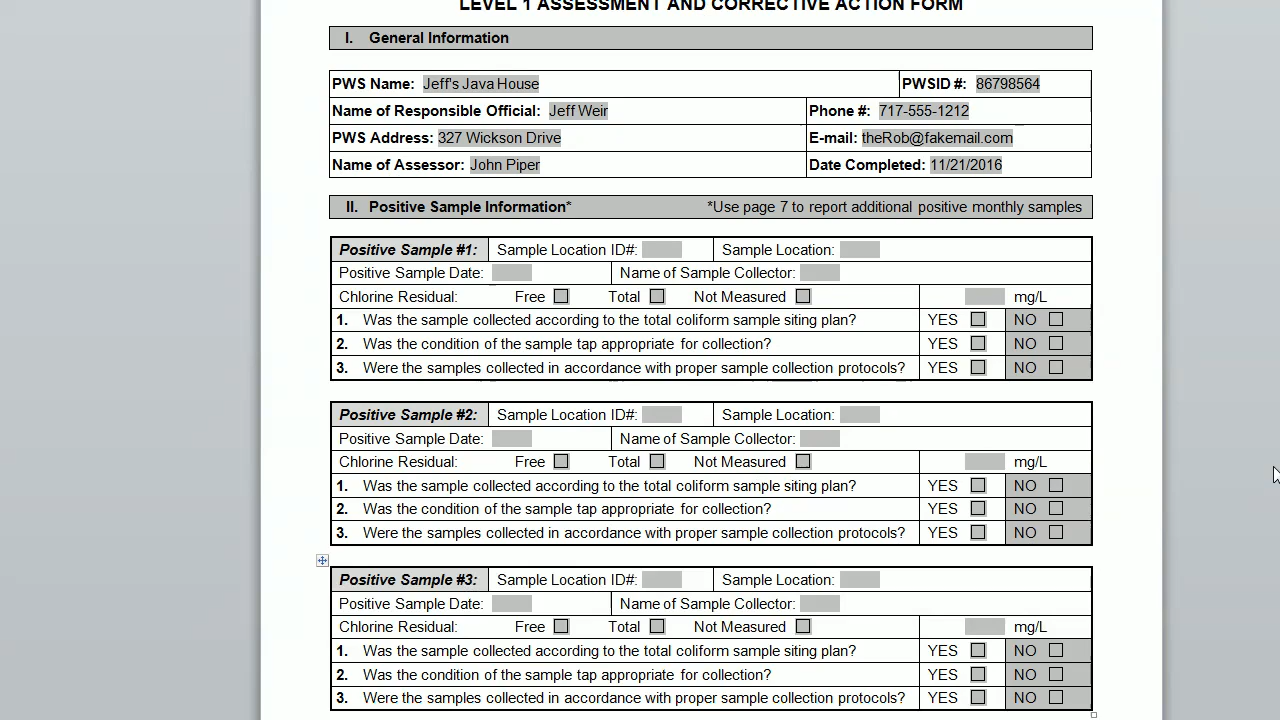 LEVEL 1 ASSESSMENT AND CORRECTIVE ACTION FORM
I. General Information
PWS Name: Jeff's Java House PWSID #: 86798564
Name of Responsible Official: Jeff Weir Phone #: 717-555-1212
PWS Address: 327 Wickson Drive E-mail: theRob@fakemail.com
Name of Assessor: John Piper Date Completed: 11/21/2016
II. Positive Sample Information* *Use page 7 to report additional positive monthly samples
Positive Sample #1: Sample Location ID#: Sample Location:
Positive Sample Date: Name of Sample Collector:
Chlorine Residual: Free Total Not Measured mg/L
1. Was the sample collected according to the total coliform sample siting plan? YES NO
2. Was the condition of the sample tap appropriate for collection? YES NO
3. Were the samples collected in accordance with proper sample collection protocols? YES NO
Positive Sample #2: Sample Location ID#: Sample Location:
Positive Sample Date: Name of Sample Collector:
Chlorine Residual: Free Total Not Measured mg/L
1. Was the sample collected according to the total coliform sample siting plan? YES NO
2. Was the condition of the sample tap appropriate for collection? YES NO
3. Were the samples collected in accordance with proper sample collection protocols? YES NO
Positive Sample #3: Sample Location ID#: Sample Location:
Positive Sample Date: Name of Sample Collector:
Chlorine Residual: Free Total Not Measured mg/L
1. Was the sample collected according to the total coliform sample siting plan? YES NO
2. Was the condition of the sample tap appropriate for collection? YES NO
3. Were the samples collected in accordance with proper sample collection protocols? YES NO